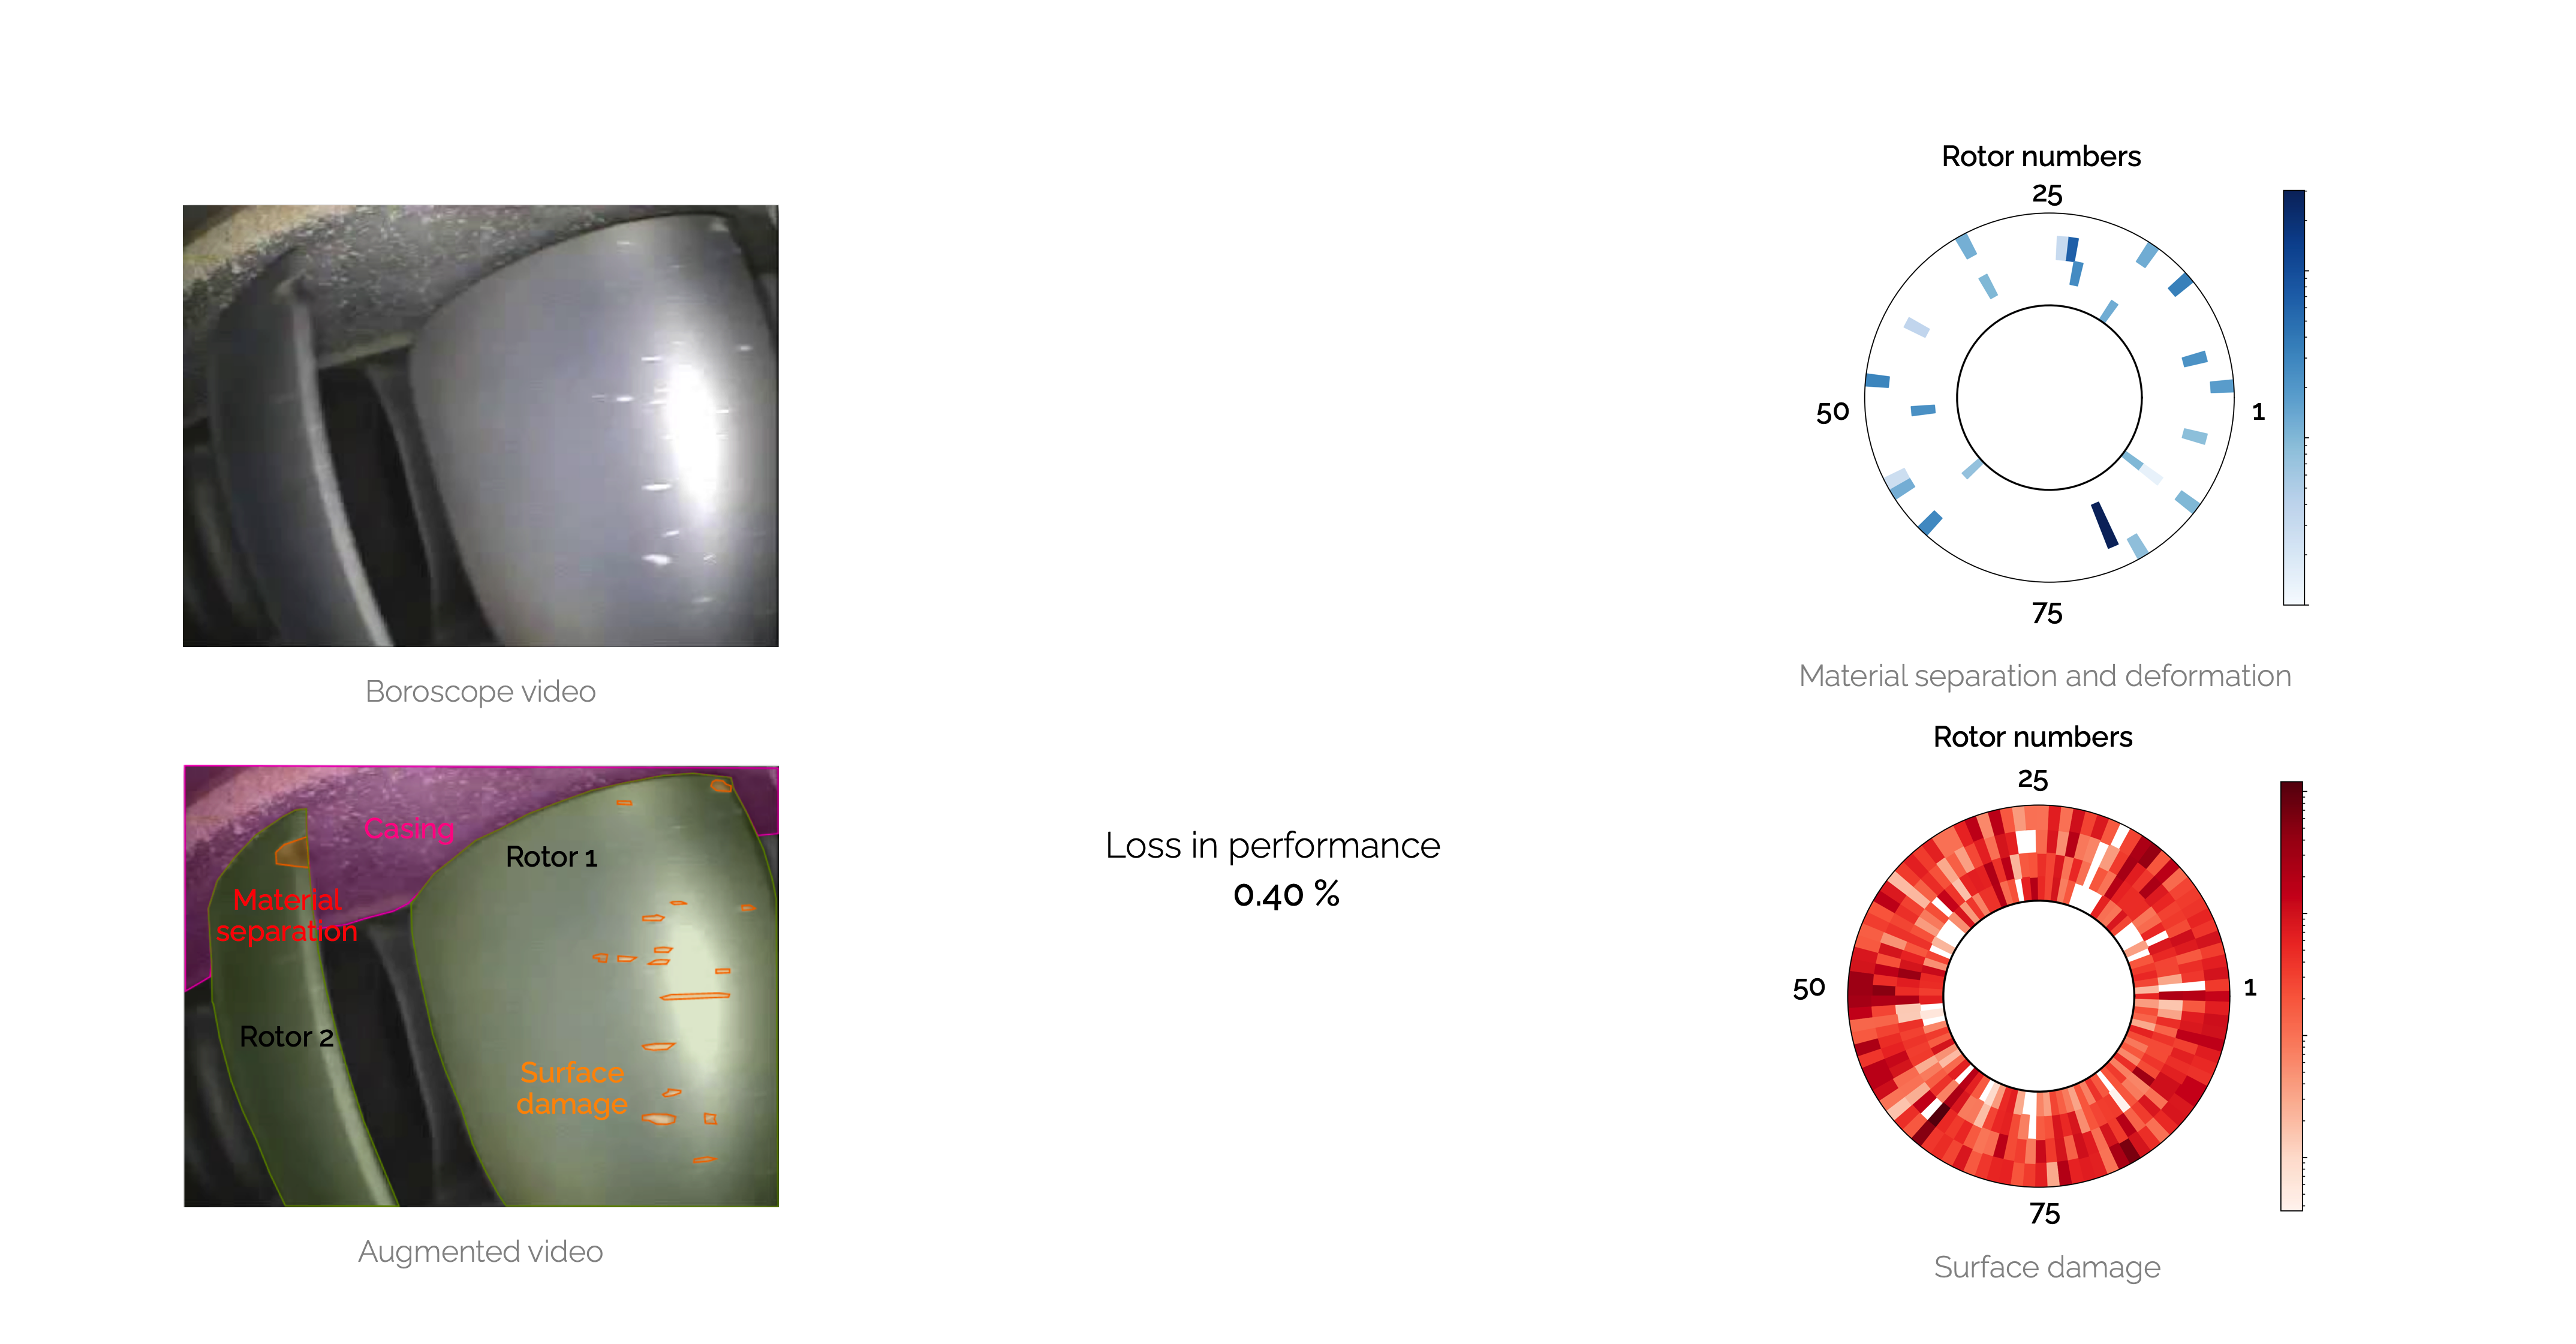 Boroscope video
Casing
Rotor 1
Material
separation
Rotor 2
Surface
damage
Augmented video
Loss in performance
0.40 %
Rotor numbers
25
50
1
75
Material separation and deformation
Rotor numbers
25
50
1
75
Surface damage